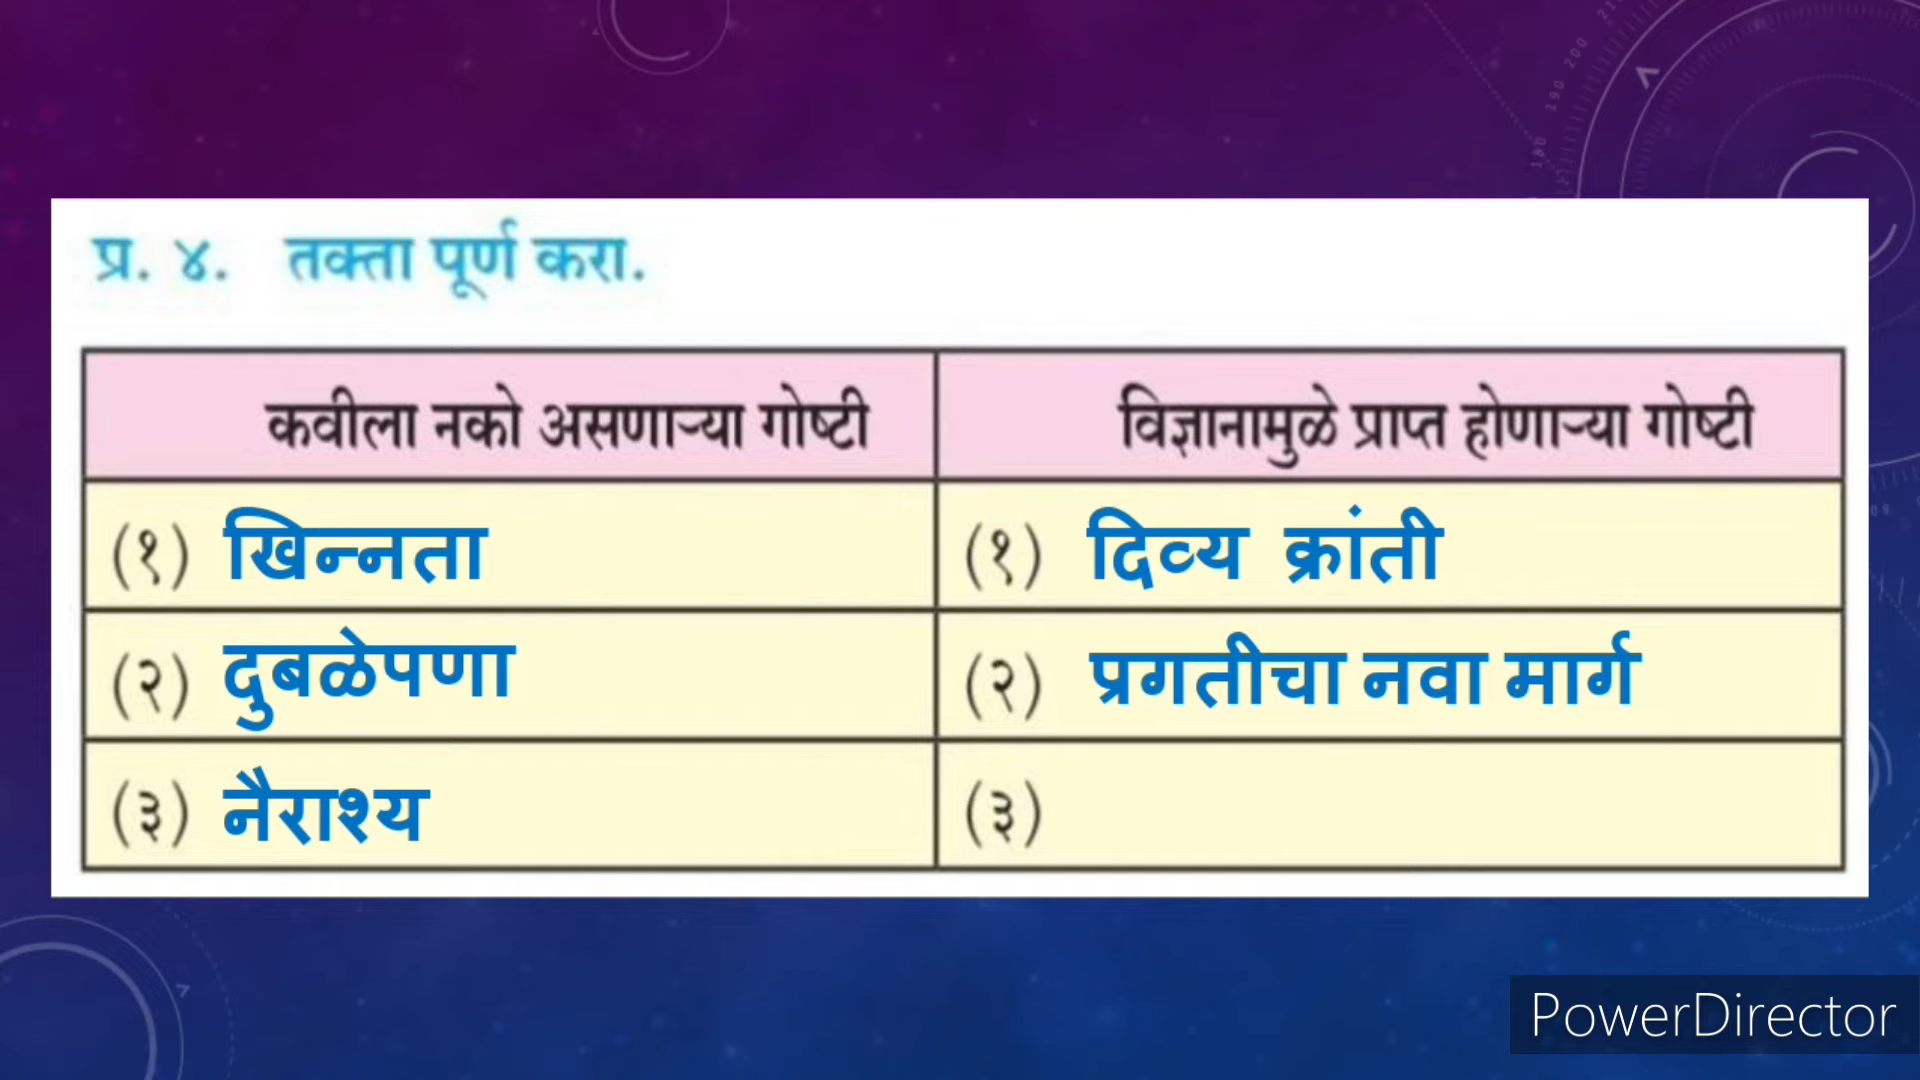 प्र. ४. तक्ता पूर्ण करा.
कवीला नको असणाऱ्या गोष्टी
विज्ञानामुळे प्राप्त होणाऱ्या गोष्टी
(१) खिन्नता
(१) दिव्य क्रांती
(२) दुबळेपणा
(२) प्रगतीचा नवा मार्ग
(३) नैराश्य
(३)
PowerDirector